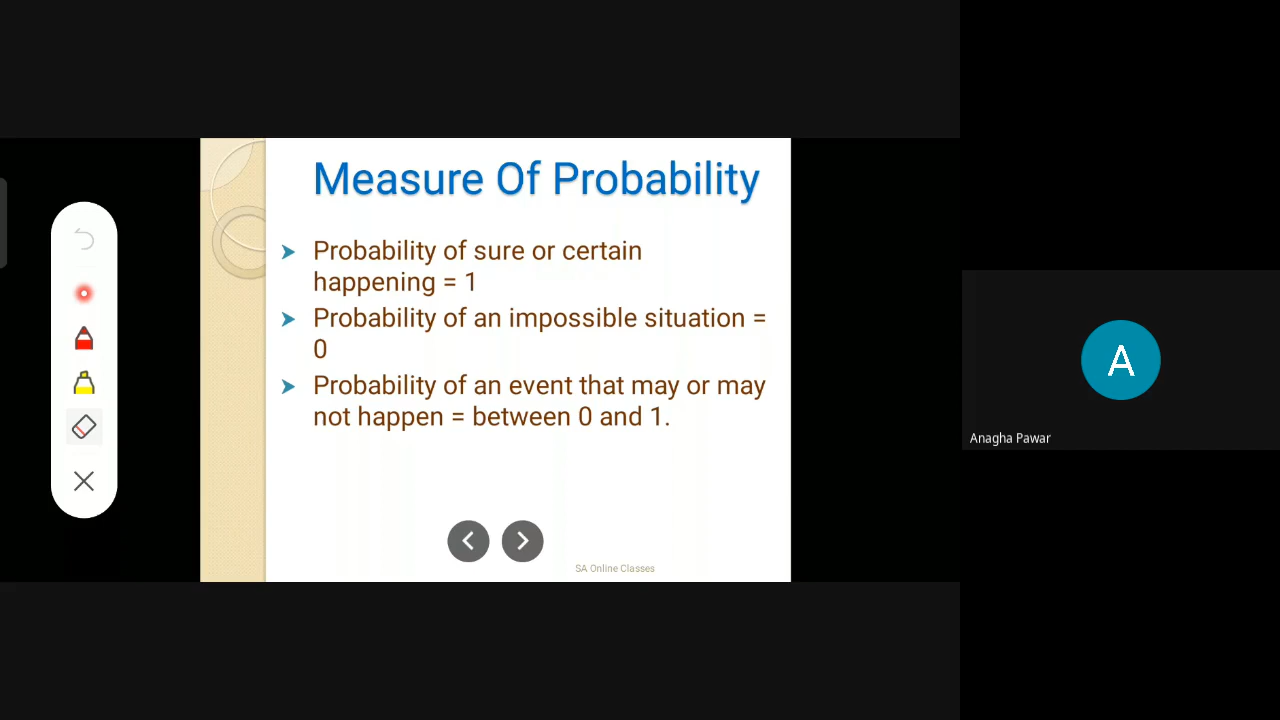 Measure Of Probability
Probability of sure or certain
happening = 1
Probability of an impossible situation =
0
Probability of an event that may or may
not happen = between 0 and 1.
SA Online Classes
A
Anagha Pawar